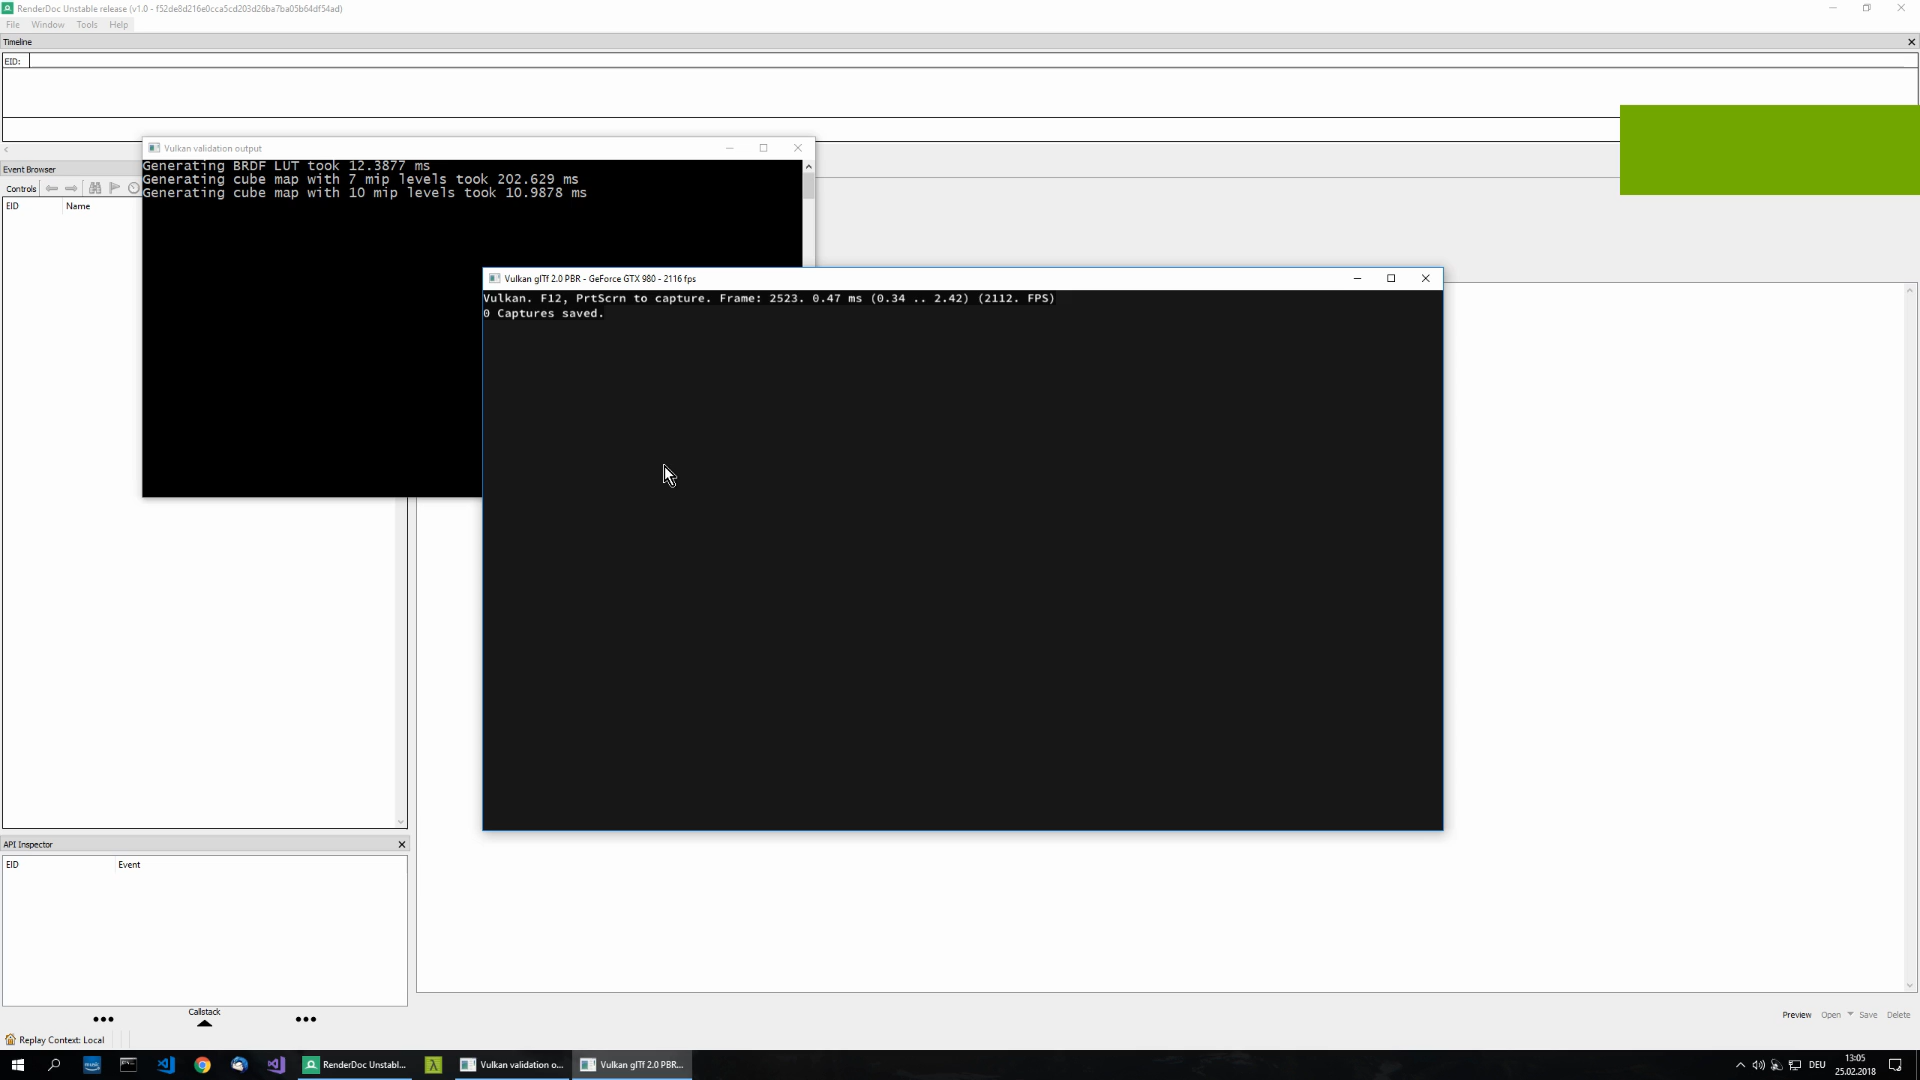 RenderDoc Unstable release (v1.0 - f52de8d216e0cca5cd203d26ba7ba05b64df54ad)
File Window Tools Help
Timeline
EID:
Event Browser
Controls
EID Name
Vulkan validation output
Generating BRDF LUT took 12.3877 ms
Generating cube map with 7 mip levels took 202.629 ms
Generating cube map with 10 mip levels took 10.9878 ms
Vulkan glTf 2.0 PBR - GeForce GTX 980 - 2116 fps
Vulkan. F12, PrtScrn to capture. Frame: 2523. 0.47 ms (0.34 .. 2.42) (2112. FPS)
0 Captures saved.
API Inspector
EID Event
Callstack
Preview Open Save Delete
Replay Context: Local
RenderDoc Unstabl...
Vulkan validation o...
Vulkan glTf 2.0 PBR...
DEU
13:05
25.02.2018